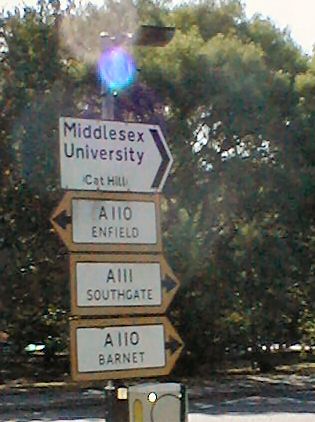 Middlesex
University
(Cat Hill)
A110
ENFIELD
A111
SOUTHGATE
A110
BARNET